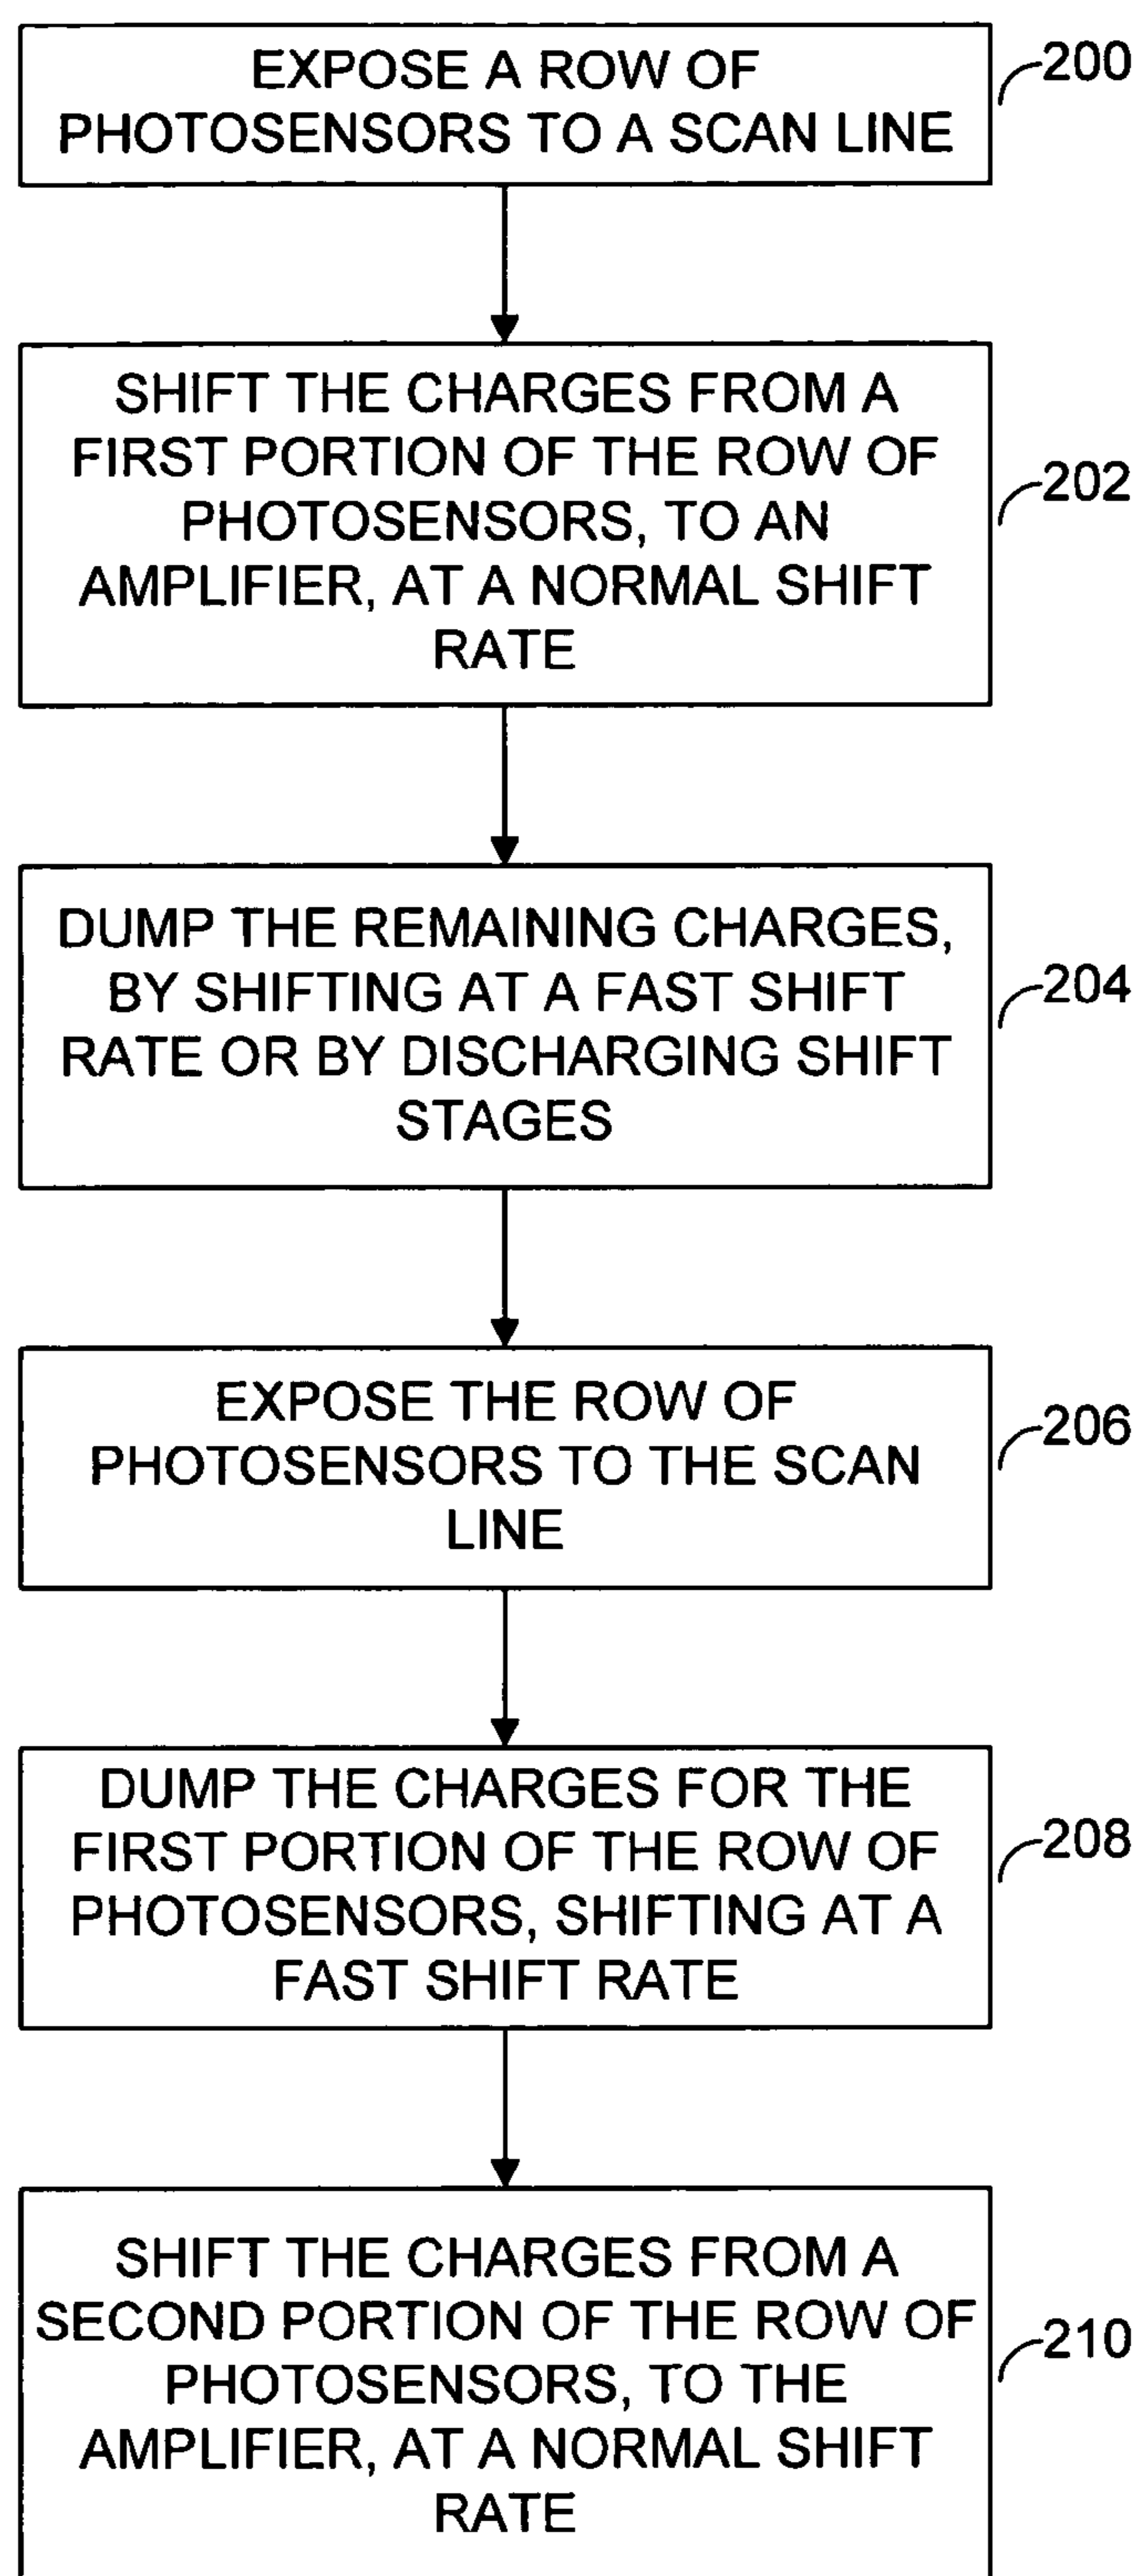 EXPOSE A ROW OF
PHOTOSENSORS TO A SCAN LINE
200
SHIFT THE CHARGES FROM A
FIRST PORTION OF THE ROW OF
PHOTOSENSORS, TO AN
AMPLIFIER, AT A NORMAL SHIFT
RATE
202
DUMP THE REMAINING CHARGES,
BY SHIFTING AT A FAST SHIFT
RATE OR BY DISCHARGING SHIFT
STAGES
204
EXPOSE THE ROW OF
PHOTOSENSORS TO THE SCAN
LINE
206
DUMP THE CHARGES FOR THE
FIRST PORTION OF THE ROW OF
PHOTOSENSORS, SHIFTING AT A
FAST SHIFT RATE
208
SHIFT THE CHARGES FROM A
SECOND PORTION OF THE ROW OF
PHOTOSENSORS, TO THE
AMPLIFIER, AT A NORMAL SHIFT
RATE
210